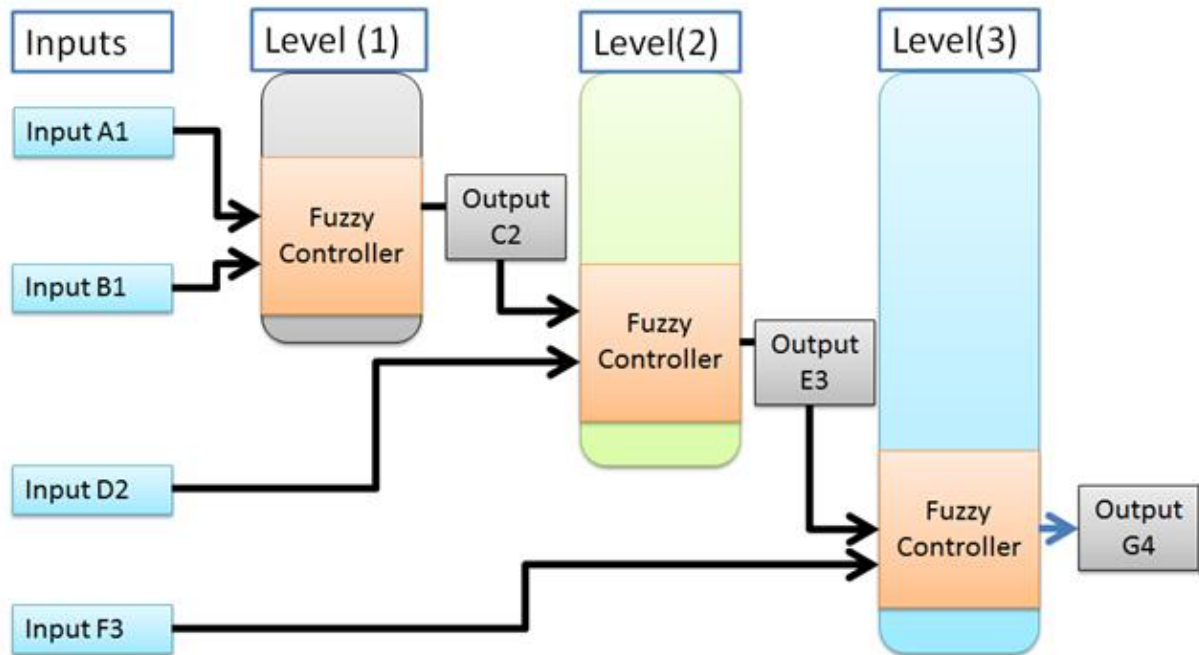 Inputs
Level (1)
Level(2)
Level(3)
Input A1
Input B1
Input D2
Input F3
Fuzzy
Controller
Output
C2
Fuzzy
Controller
Output
E3
Fuzzy
Controller
Output
G4